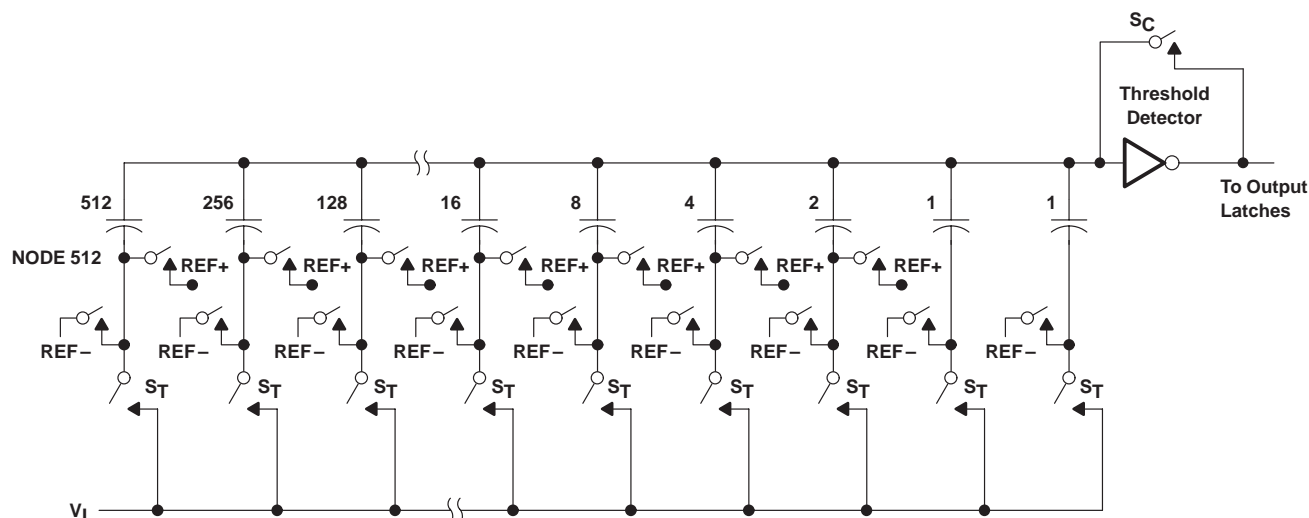 SC
Threshold
Detector
To Output
Latches
512 256 128 16 8 4 2 1 1
NODE 512
REF+ REF+ REF+ REF+ REF+ REF+ REF+
REF− REF− REF− REF− REF− REF− REF− REF− REF−
ST ST ST ST ST ST ST ST ST
VI